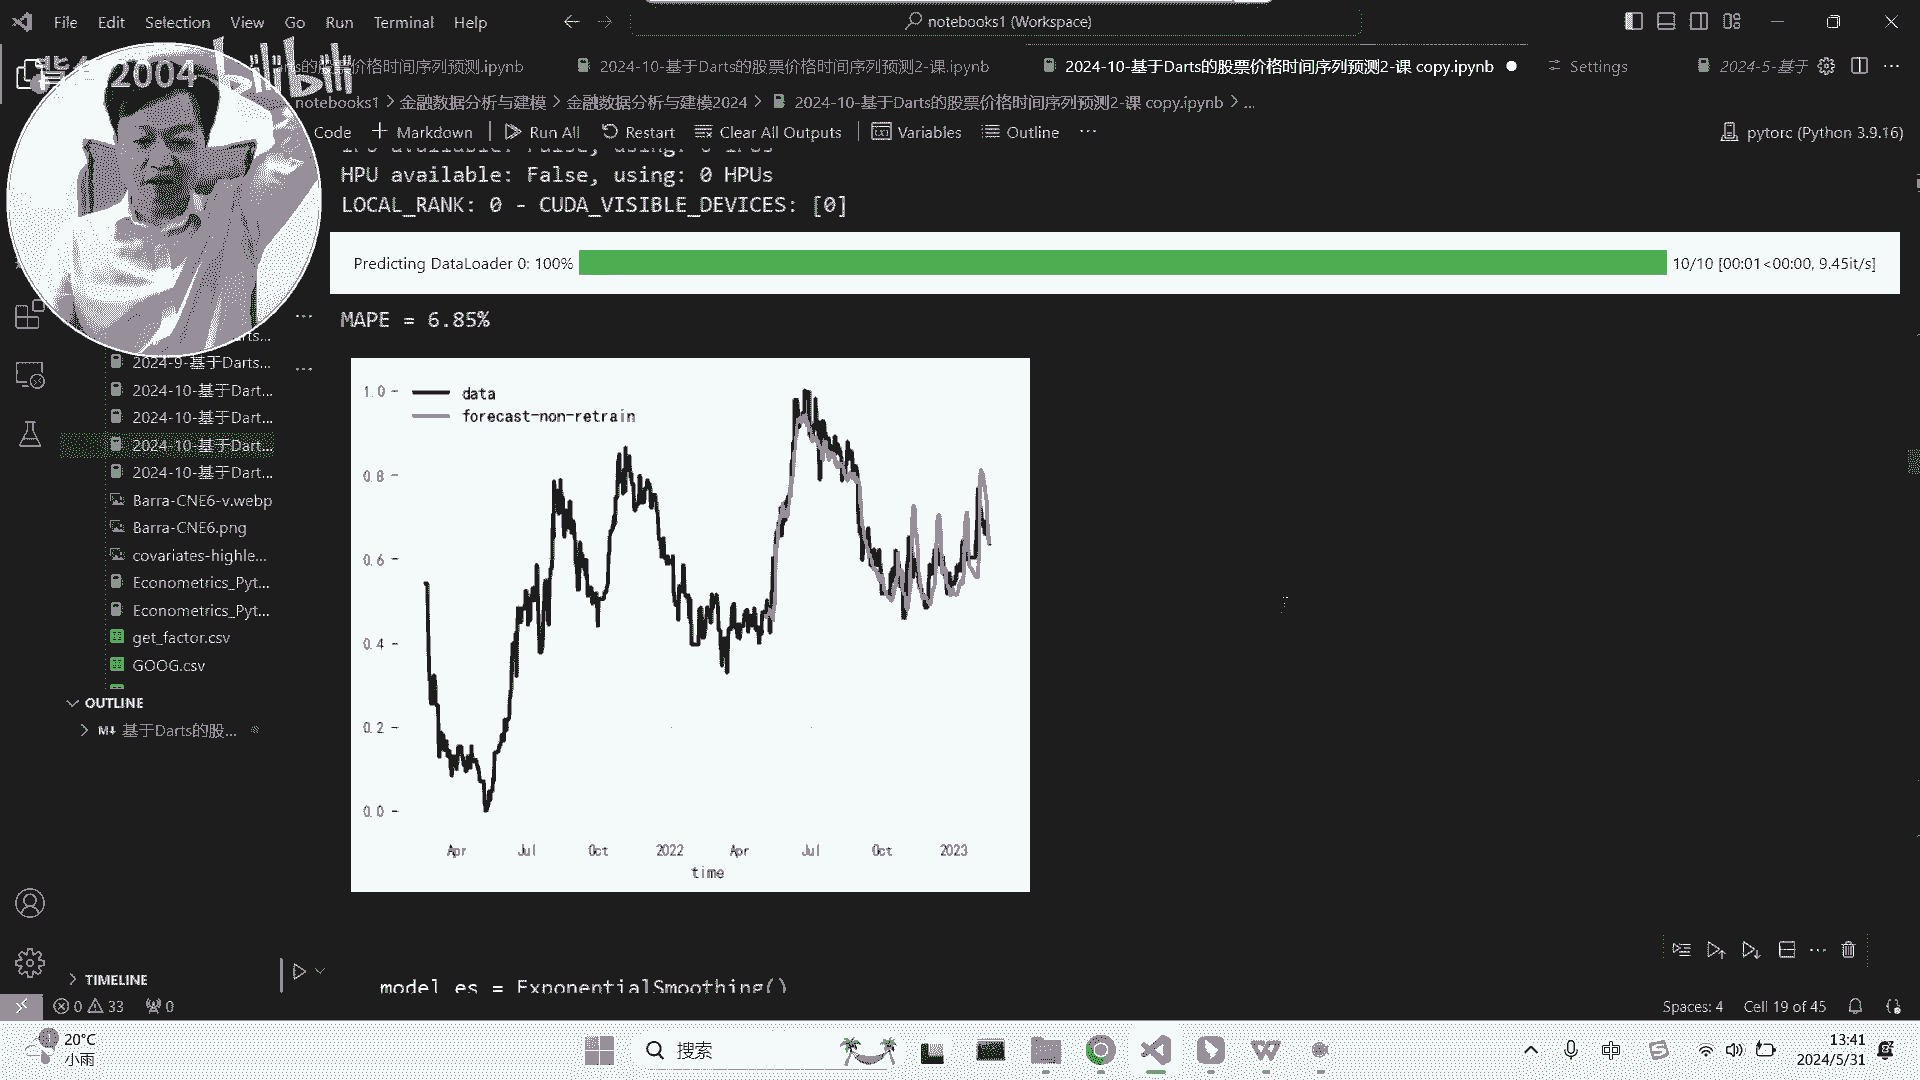 File Edit Selection View Go Run Terminal Help
notebooks1 (Workspace)
2004 bilibili
的股票价格时间序列预测.ipynb
2024-10-基于Darts的股票价格时间序列预测2-课.ipynb
2024-10-基于Darts的股票价格时间序列预测2-课 copy.ipynb
Settings
2024-5-基于
notebooks1 > 金融数据分析与建模 > 金融数据分析与建模2024 > 2024-10-基于Darts的股票价格时间序列预测2-课 copy.ipynb > ...
Code + Markdown Run All Restart Clear All Outputs Variables Outline ...
pytorc (Python 3.9.16)
HPU available: False, using: 0 HPUs
LOCAL_RANK: 0 - CUDA_VISIBLE_DEVICES: [0]
Predicting DataLoader 0: 100% 10/10 [00:01<00:00, 9.45it/s]
MAPE = 6.85%
2024-9-基于Darts...
2024-10-基于Dart...
2024-10-基于Dart...
2024-10-基于Dart...
2024-10-基于Dart...
Barra-CNE6-v.webp
Barra-CNE6.png
covariates-highle...
Econometrics_Pyt...
Econometrics_Pyt...
get_factor.csv
GOOG.csv
OUTLINE
M↓ 基于Darts的股...
TIMELINE
data
forecast-non-retrain
1.0
0.8
0.6
0.4
0.2
0.0
Apr Jul Oct 2022 Apr Jul Oct 2023
time
model_es = ExponentialSmoothing()
0 33 0
Spaces: 4 Cell 19 of 45
1
20°C
小雨
搜索
中
13:41
2024/5/31